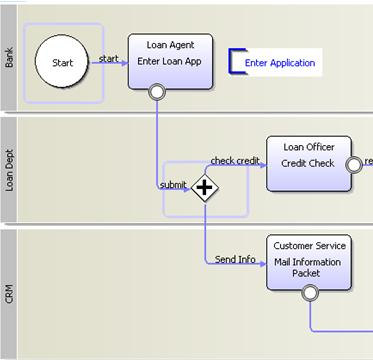 Bank
Start
start
Loan Agent
Enter Loan App
Enter Application
Loan Dept
submit
check credit
Loan Officer
Credit Check
re
CRM
Send Info
Customer Service
Mail Information
Packet